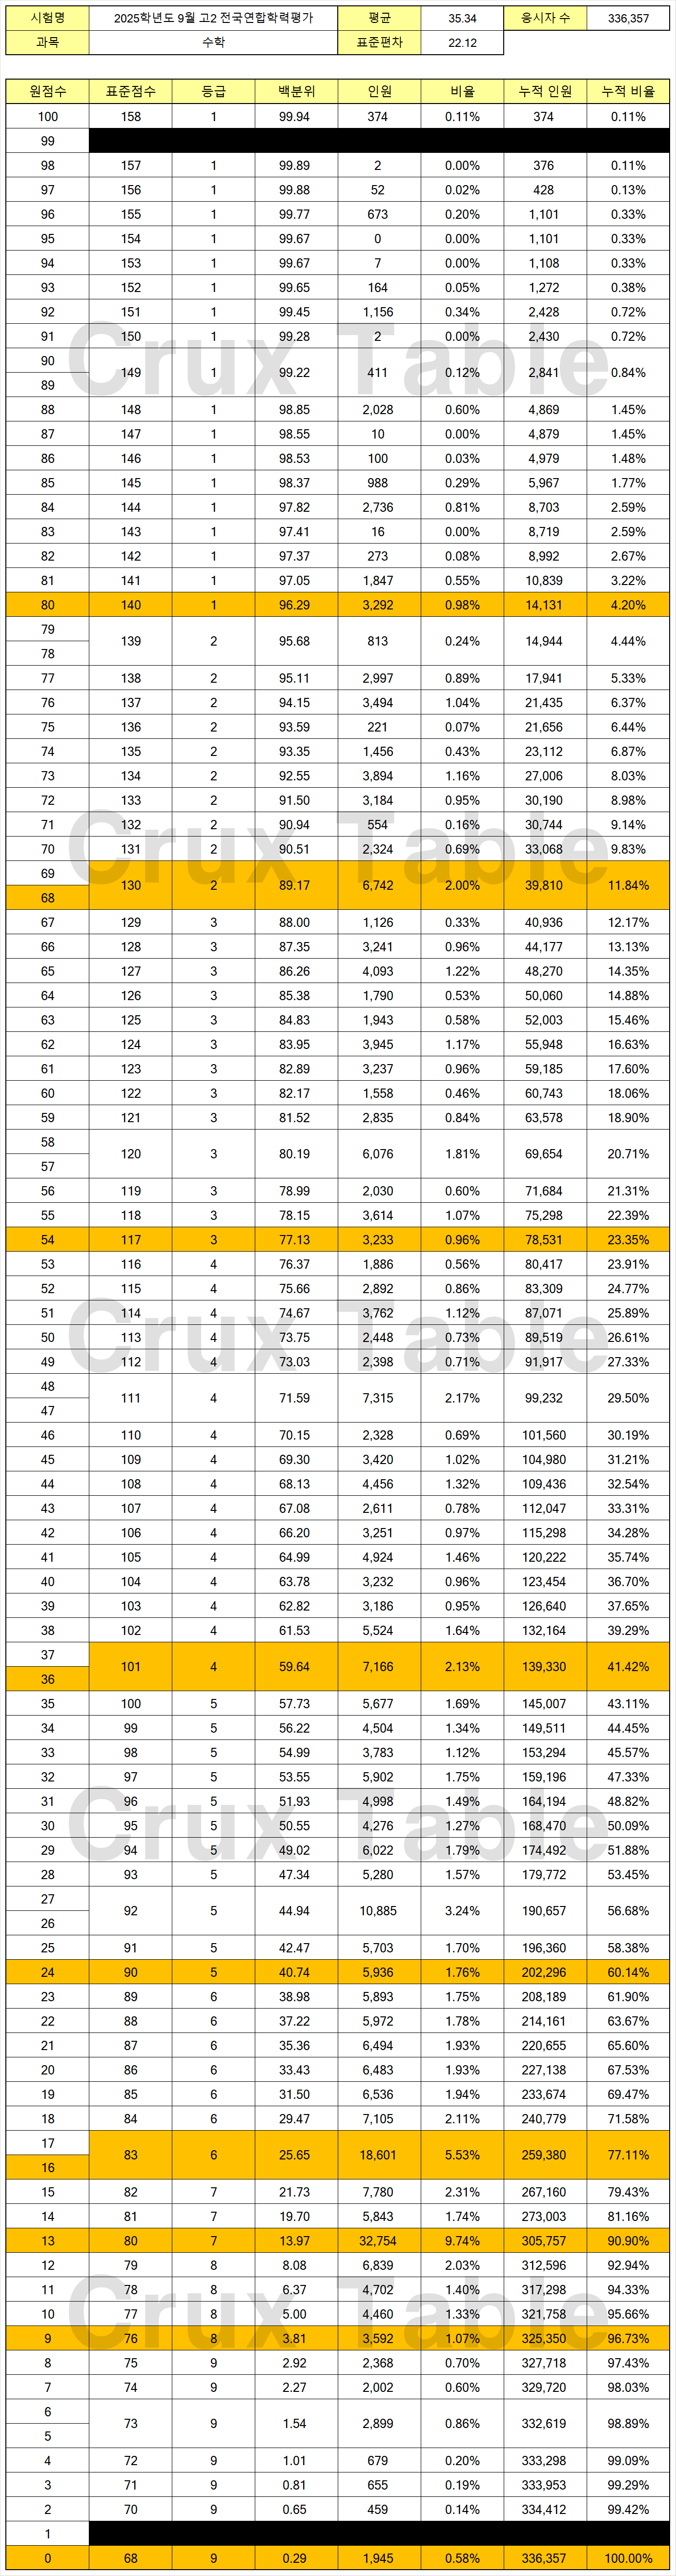 시험명 2025학년도 9월 고2 전국연합학력평가 평균 35.34 응시자 수 336,357
과목 수학 표준편차 22.12
원점수 표준점수 등급 백분위 인원 비율 누적 인원 누적 비율
100 158 1 99.94 374 0.11% 374 0.11%
99
98 157 1 99.89 2 0.00% 376 0.11%
97 156 1 99.88 52 0.02% 428 0.13%
96 155 1 99.77 673 0.20% 1,101 0.33%
95 154 1 99.67 0 0.00% 1,101 0.33%
94 153 1 99.67 7 0.00% 1,108 0.33%
93 152 1 99.65 164 0.05% 1,272 0.38%
92 151 1 99.45 1,156 0.34% 2,428 0.72%
91 150 1 99.28 2 0.00% 2,430 0.72%
Crux Table
90
149 1 99.22 411 0.12% 2,841 0.84%
89
88 148 1 98.85 2,028 0.60% 4,869 1.45%
87 147 1 98.55 10 0.00% 4,879 1.45%
86 146 1 98.53 100 0.03% 4,979 1.48%
85 145 1 98.37 988 0.29% 5,967 1.77%
84 144 1 97.82 2,736 0.81% 8,703 2.59%
83 143 1 97.41 16 0.00% 8,719 2.59%
82 142 1 97.37 273 0.08% 8,992 2.67%
81 141 1 97.05 1,847 0.55% 10,839 3.22%
80 140 1 96.29 3,292 0.98% 14,131 4.20%
79
139 2 95.68 813 0.24% 14,944 4.44%
78
77 138 2 95.11 2,997 0.89% 17,941 5.33%
76 137 2 94.15 3,494 1.04% 21,435 6.37%
75 136 2 93.59 221 0.07% 21,656 6.44%
74 135 2 93.35 1,456 0.43% 23,112 6.87%
73 134 2 92.55 3,894 1.16% 27,006 8.03%
72 133 2 91.50 3,184 0.95% 30,190 8.98%
Crux Table
71 132 2 90.94 554 0.16% 30,744 9.14%
70 131 2 90.51 2,324 0.69% 33,068 9.83%
69
130 2 89.17 6,742 2.00% 39,810 11.84%
68
67 129 3 88.00 1,126 0.33% 40,936 12.17%
66 128 3 87.35 3,241 0.96% 44,177 13.13%
65 127 3 86.26 4,093 1.22% 48,270 14.35%
64 126 3 85.38 1,790 0.53% 50,060 14.88%
63 125 3 84.83 1,943 0.58% 52,003 15.46%
62 124 3 83.95 3,945 1.17% 55,948 16.63%
61 123 3 82.89 3,237 0.96% 59,185 17.60%
60 122 3 82.17 1,558 0.46% 60,743 18.06%
59 121 3 81.52 2,835 0.84% 63,578 18.90%
58
120 3 80.19 6,076 1.81% 69,654 20.71%
57
56 119 3 78.99 2,030 0.60% 71,684 21.31%
55 118 3 78.15 3,614 1.07% 75,298 22.39%
54 117 3 77.13 3,233 0.96% 78,531 23.35%
53 116 4 76.37 1,886 0.56% 80,417 23.91%
52 115 4 75.66 2,892 0.86% 83,309 24.77%
51 114 4 74.67 3,762 1.12% 87,071 25.89%
Crux Table
50 113 4 73.75 2,448 0.73% 89,519 26.61%
49 112 4 73.03 2,398 0.71% 91,917 27.33%
48
111 4 71.59 7,315 2.17% 99,232 29.50%
47
46 110 4 70.15 2,328 0.69% 101,560 30.19%
45 109 4 69.30 3,420 1.02% 104,980 31.21%
44 108 4 68.13 4,456 1.32% 109,436 32.54%
43 107 4 67.08 2,611 0.78% 112,047 33.31%
42 106 4 66.20 3,251 0.97% 115,298 34.28%
41 105 4 64.99 4,924 1.46% 120,222 35.74%
40 104 4 63.78 3,232 0.96% 123,454 36.70%
39 103 4 62.82 3,186 0.95% 126,640 37.65%
38 102 4 61.53 5,524 1.64% 132,164 39.29%
37
101 4 59.64 7,166 2.13% 139,330 41.42%
36
35 100 5 57.73 5,677 1.69% 145,007 43.11%
34 99 5 56.22 4,504 1.34% 149,511 44.45%
33 98 5 54.99 3,783 1.12% 153,294 45.57%
32 97 5 53.55 5,902 1.75% 159,196 47.33%
31 96 5 51.93 4,998 1.49% 164,194 48.82%
Crux Table
30 95 5 50.55 4,276 1.27% 168,470 50.09%
29 94 5 49.02 6,022 1.79% 174,492 51.88%
28 93 5 47.34 5,280 1.57% 179,772 53.45%
27
92 5 44.94 10,885 3.24% 190,657 56.68%
26
25 91 5 42.47 5,703 1.70% 196,360 58.38%
24 90 5 40.74 5,936 1.76% 202,296 60.14%
23 89 6 38.98 5,893 1.75% 208,189 61.90%
22 88 6 37.22 5,972 1.78% 214,161 63.67%
21 87 6 35.36 6,494 1.93% 220,655 65.60%
20 86 6 33.43 6,483 1.93% 227,138 67.53%
19 85 6 31.50 6,536 1.94% 233,674 69.47%
18 84 6 29.47 7,105 2.11% 240,779 71.58%
17
83 6 25.65 18,601 5.53% 259,380 77.11%
16
15 82 7 21.73 7,780 2.31% 267,160 79.43%
14 81 7 19.70 5,843 1.74% 273,003 81.16%
13 80 7 13.97 32,754 9.74% 305,757 90.90%
12 79 8 8.08 6,839 2.03% 312,596 92.94%
11 78 8 6.37 4,702 1.40% 317,298 94.33%
Crux Table
10 77 8 5.00 4,460 1.33% 321,758 95.66%
9 76 8 3.81 3,592 1.07% 325,350 96.73%
8 75 9 2.92 2,368 0.70% 327,718 97.43%
7 74 9 2.27 2,002 0.60% 329,720 98.03%
6
73 9 1.54 2,899 0.86% 332,619 98.89%
5
4 72 9 1.01 679 0.20% 333,298 99.09%
3 71 9 0.81 655 0.19% 333,953 99.29%
2 70 9 0.65 459 0.14% 334,412 99.42%
1
0 68 9 0.29 1,945 0.58% 336,357 100.00%